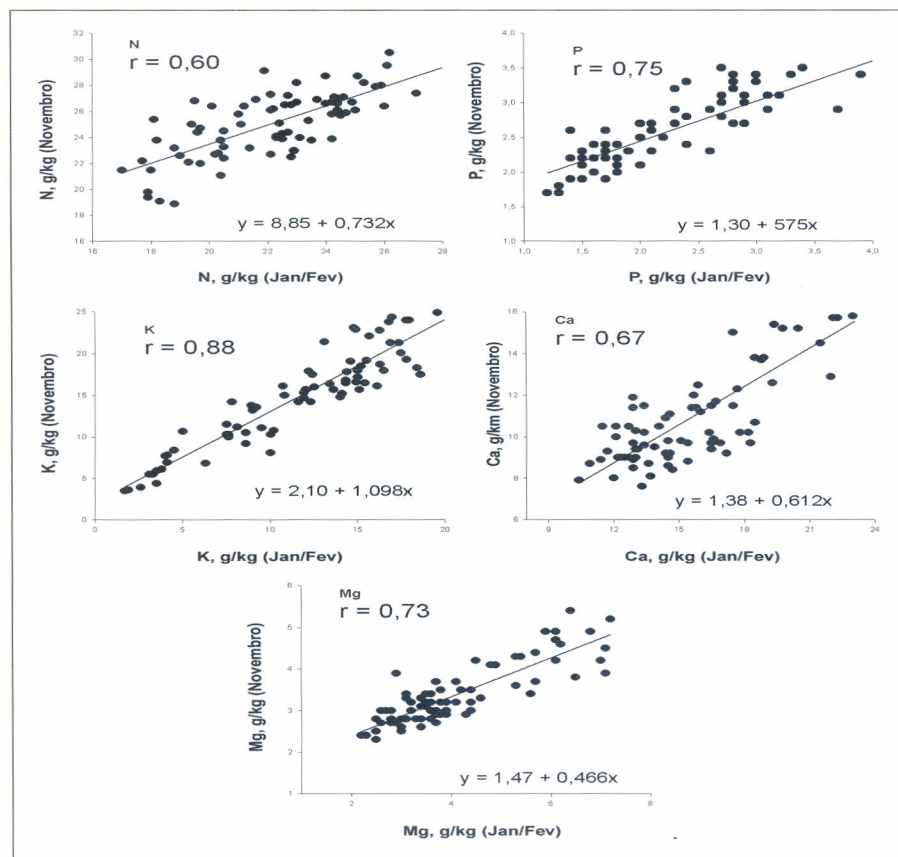 N
r = 0,60
32
30
28
26
24
22
20
18
16
16 18 20 22 24 26 28
N, g/kg (Novembro)
y = 8,85 + 0,732x
N, g/kg (Jan/Fev)
P
r = 0,75
4,0
3,5
3,0
2,5
2,0
1,5
1,0
1,0 1,5 2,0 2,5 3,0 3,5 4,0
P, g/kg (Novembro)
y = 1,30 + 575x
P, g/kg (Jan/Fev)
K
r = 0,88
25
20
15
10
5
0
0 5 10 15 20
K, g/kg (Novembro)
y = 2,10 + 1,098x
K, g/kg (Jan/Fev)
Ca
r = 0,67
16
14
12
10
8
6
9 12 15 18 21 24
Ca, g/km (Novembro)
y = 1,38 + 0,612x
Ca, g/kg (Jan/Fev)
Mg
r = 0,73
6
5
4
3
2
1
2 4 6 8
Mg, g/kg (Novembro)
y = 1,47 + 0,466x
Mg, g/kg (Jan/Fev)